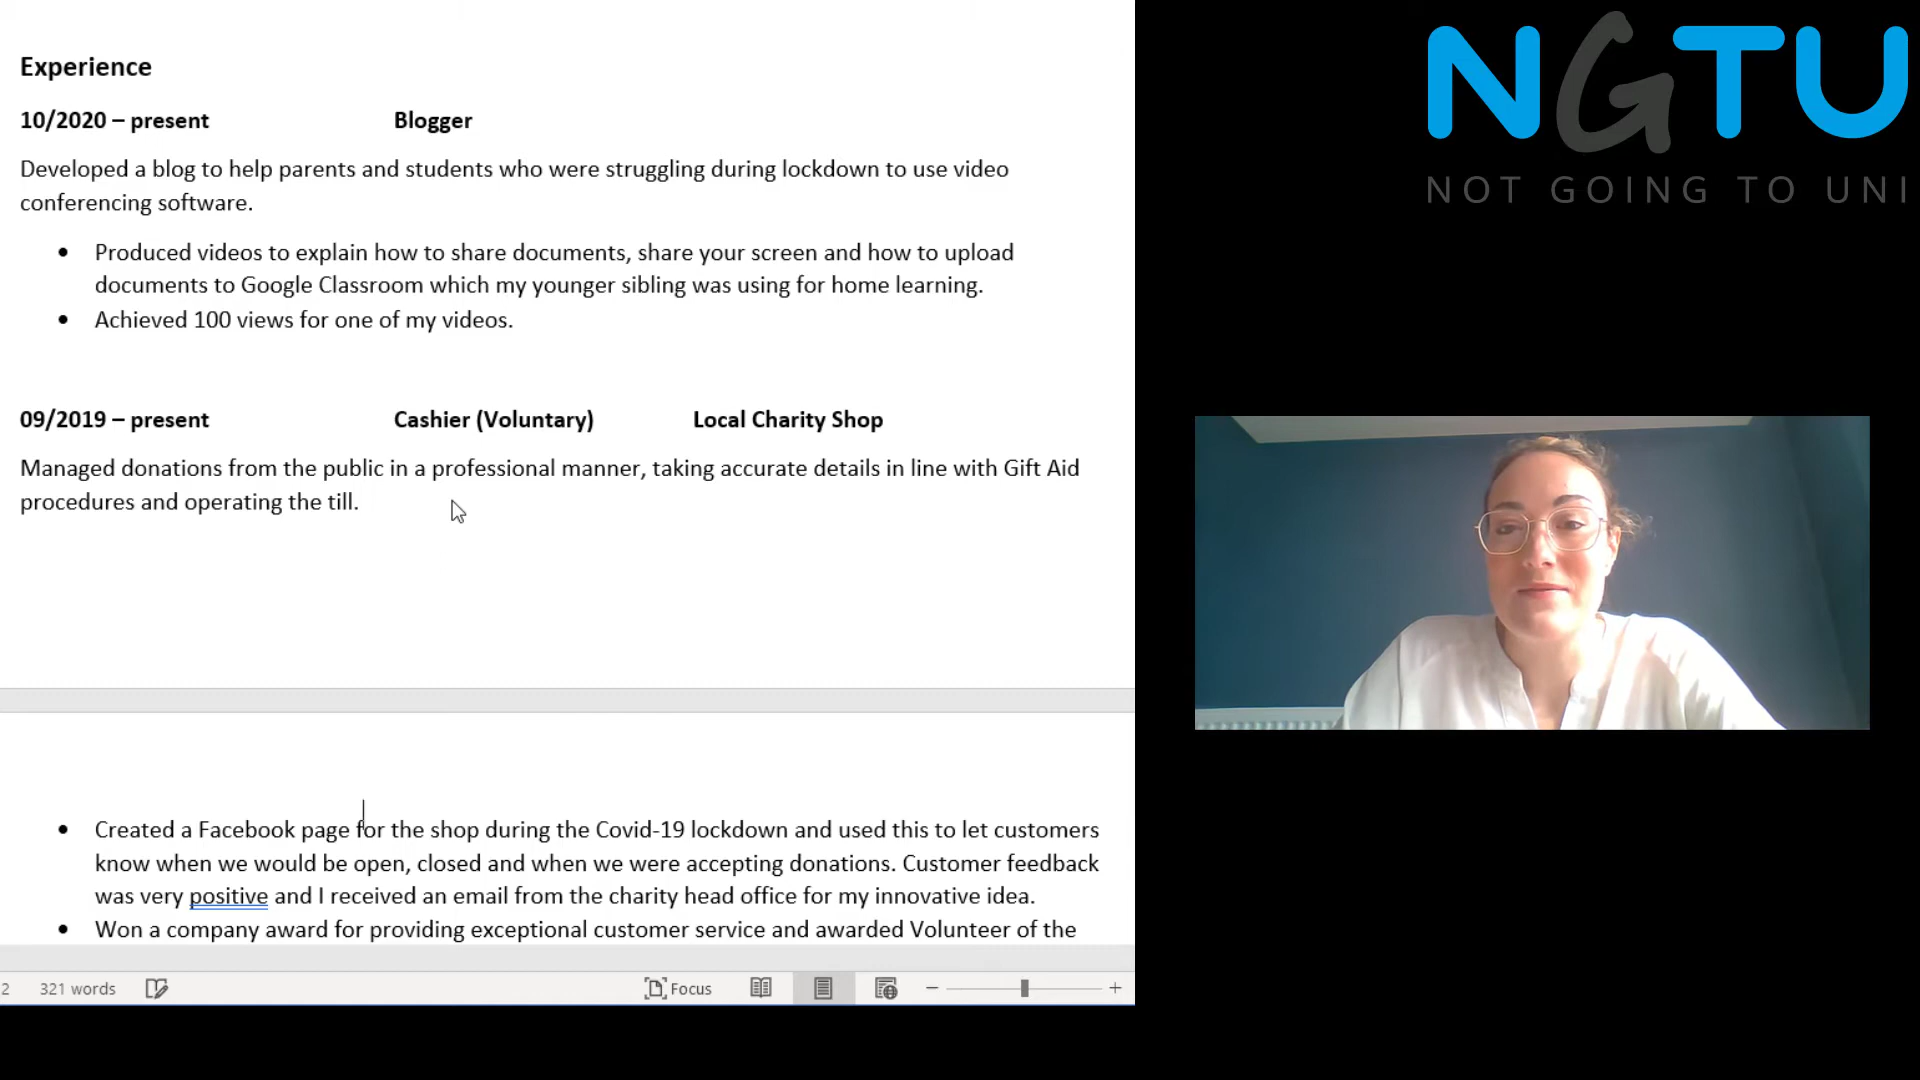 Experience
10/2020 – present Blogger
Developed a blog to help parents and students who were struggling during lockdown to use video
conferencing software.
• Produced videos to explain how to share documents, share your screen and how to upload
documents to Google Classroom which my younger sibling was using for home learning.
• Achieved 100 views for one of my videos.
09/2019 – present Cashier (Voluntary) Local Charity Shop
Managed donations from the public in a professional manner, taking accurate details in line with Gift Aid
procedures and operating the till.
• Created a Facebook page for the shop during the Covid-19 lockdown and used this to let customers
know when we would be open, closed and when we were accepting donations. Customer feedback
was very positive and I received an email from the charity head office for my innovative idea.
• Won a company award for providing exceptional customer service and awarded Volunteer of the
2 321 words Focus
NGTU
NOT GOING TO UNI